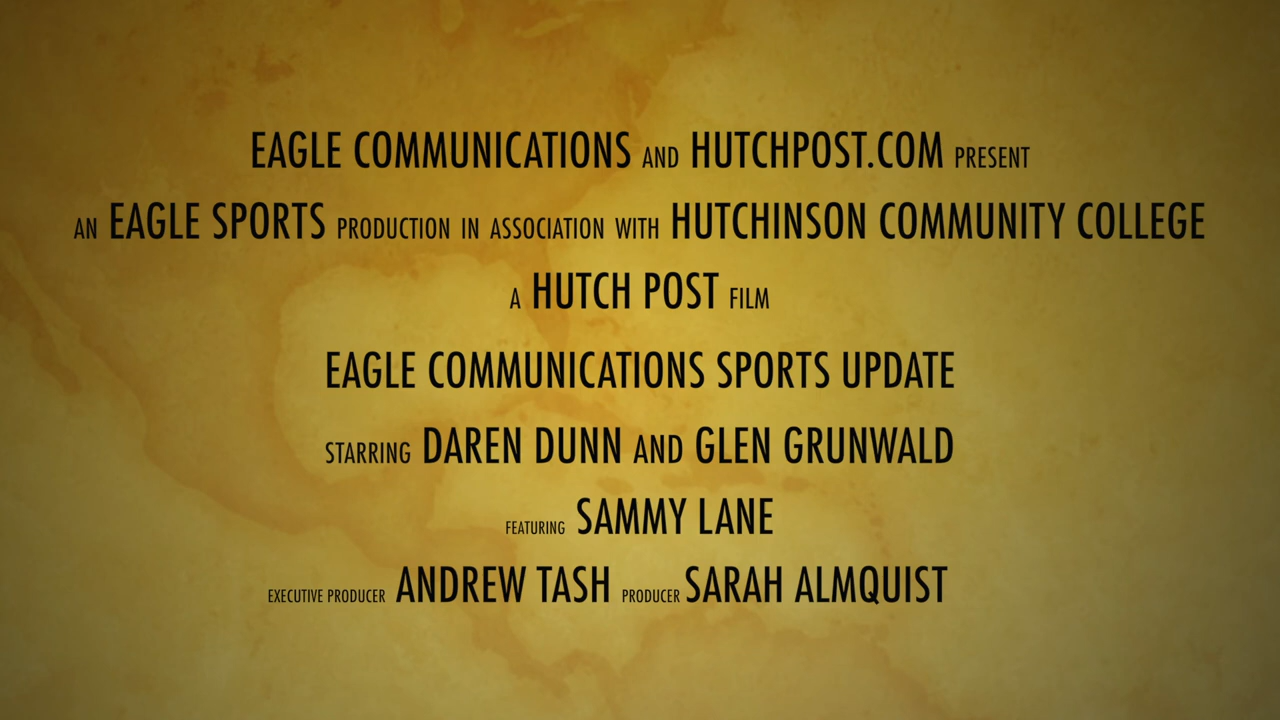 EAGLE COMMUNICATIONS AND HUTCHPOST.COM PRESENT
AN EAGLE SPORTS PRODUCTION IN ASSOCIATION WITH HUTCHINSON COMMUNITY COLLEGE
A HUTCH POST FILM
EAGLE COMMUNICATIONS SPORTS UPDATE
STARRING DAREN DUNN AND GLEN GRUNWALD
FEATURING SAMMY LANE
EXECUTIVE PRODUCER ANDREW TASH PRODUCER SARAH ALMQUIST